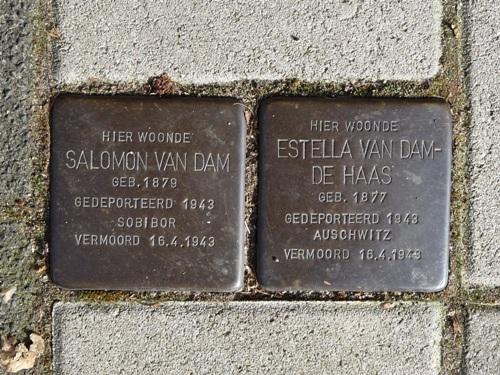 HIER WOONDE
SALOMON VAN DAM
GEB. 1879
GEDEPORTEERD 1943
SOBIBOR
VERMOORD 16.4.1943
HIER WOONDE
ESTELLA VAN DAM-
DE HAAS
GEB. 1877
GEDEPORTEERD 1943
AUSCHWITZ
VERMOORD 16.4.1943